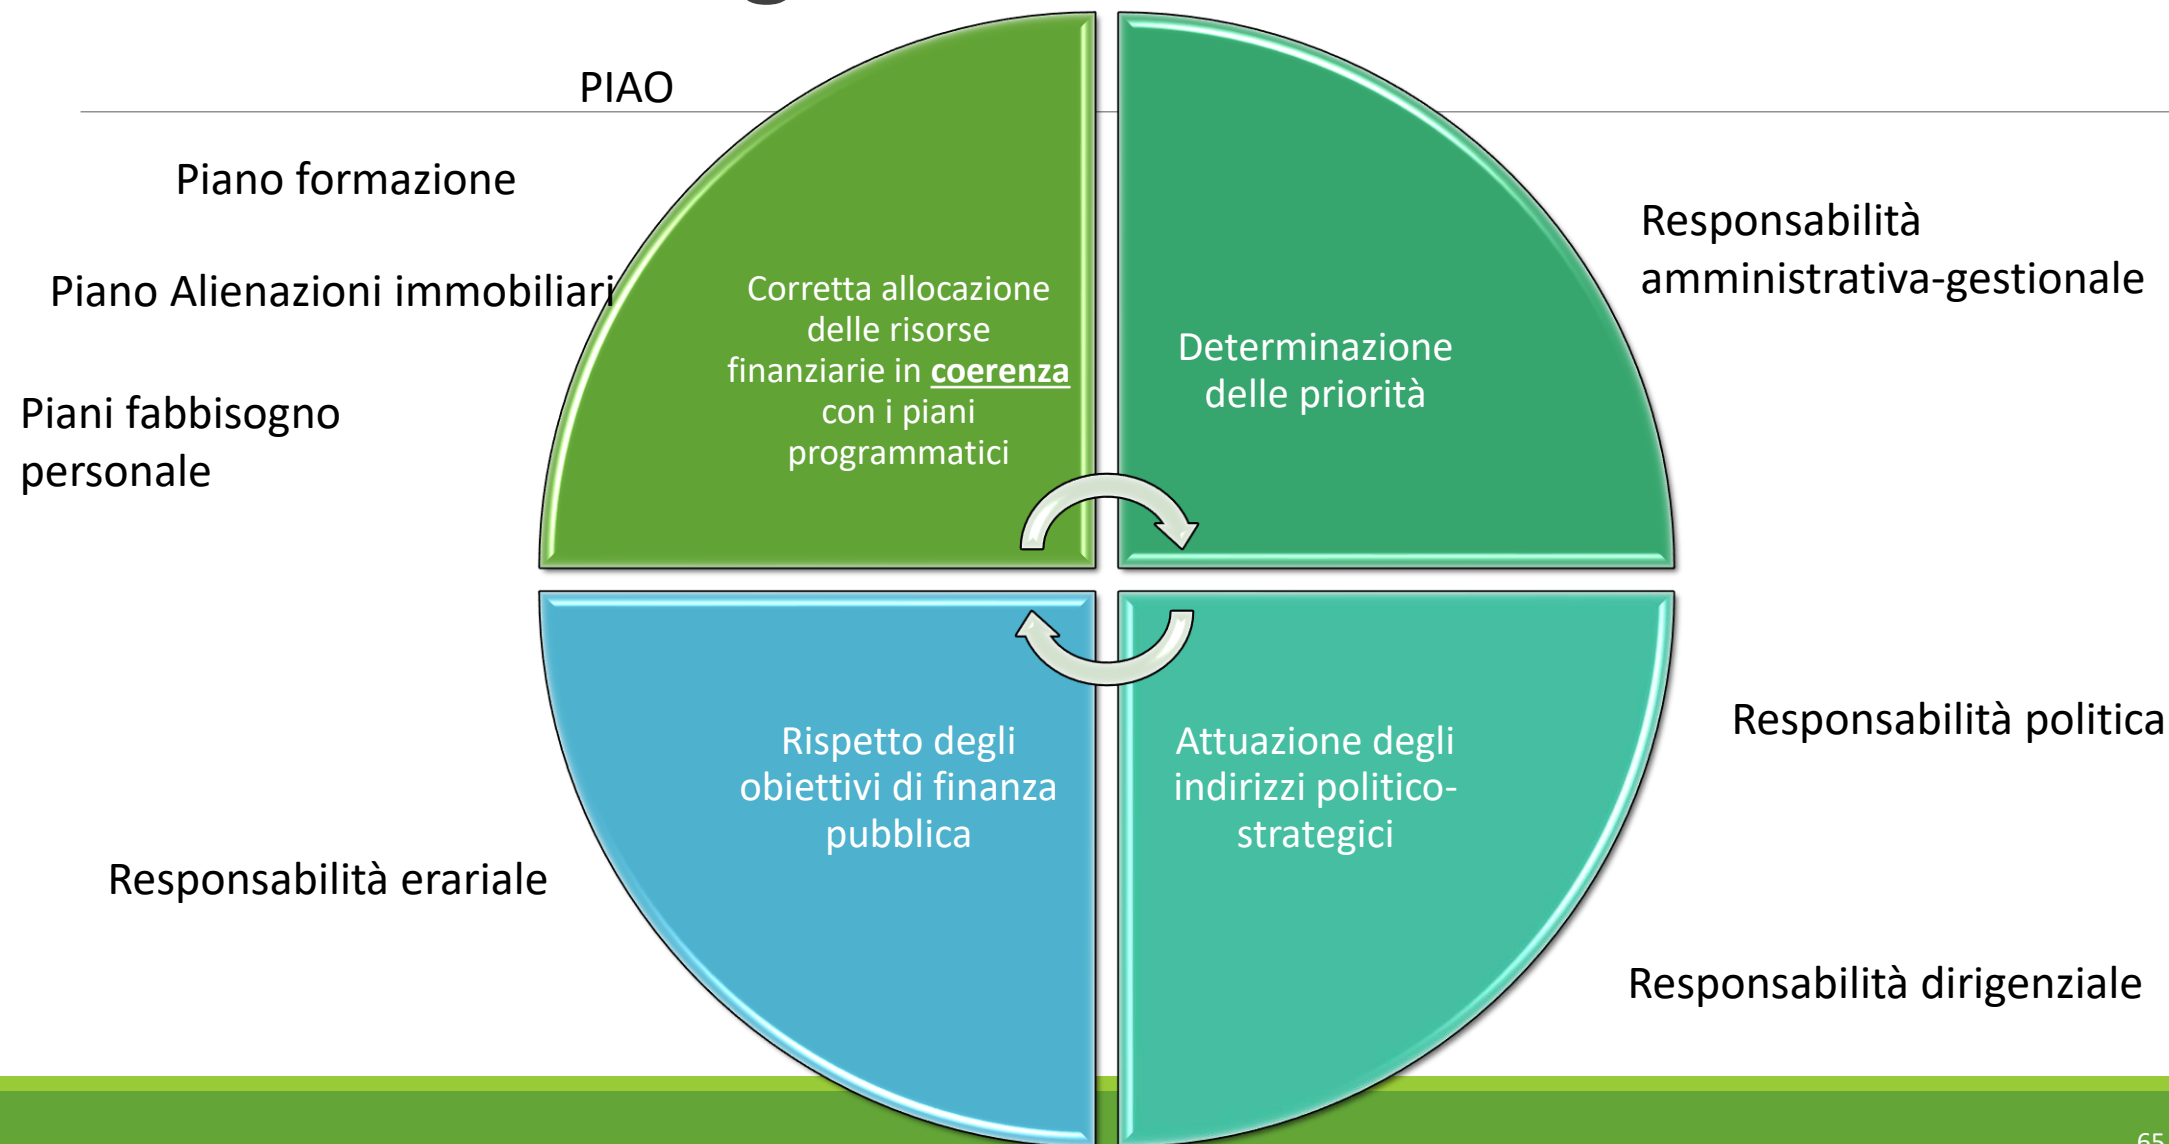 PIAO
Piano formazione
Piano Alienazioni immobiliari
Piani fabbisogno
personale
Corretta allocazione
delle risorse
finanziarie in coerenza
con i piani
programmatici
Determinazione
delle priorità
Responsabilità
amministrativa-gestionale
Rispetto degli
obiettivi di finanza
pubblica
Attuazione degli
indirizzi politico-
strategici
Responsabilità politica
Responsabilità erariale
Responsabilità dirigenziale
65